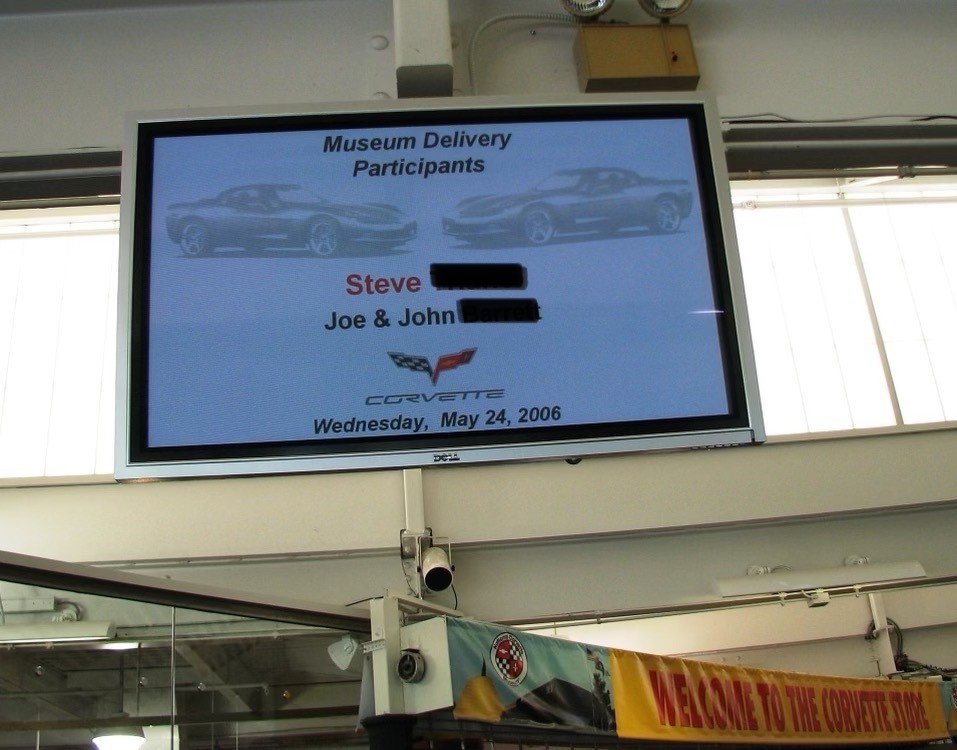 Museum Delivery
Participants
Steve
Joe & John
CORVETTE
Wednesday, May 24, 2006
DELL
WELCOME TO THE CORVETTE STORE